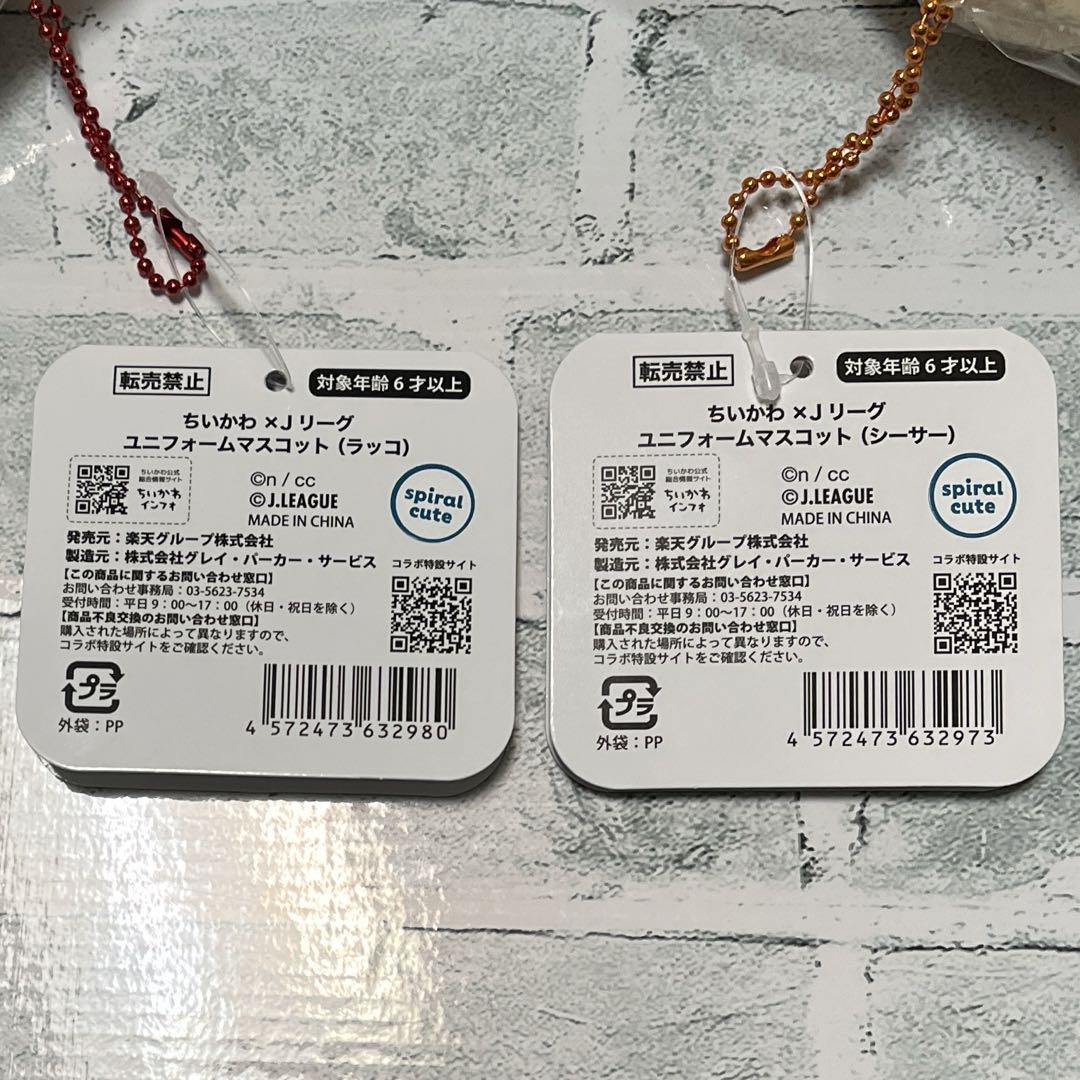 転売禁止
対象年齢6才以上
ちいかわ ×Jリーグ
ユニフォームマスコット（ラッコ）
ちいかわ公式
総合情報サイト
ちいかわ
インフォ
©n / cc
©J.LEAGUE
MADE IN CHINA
spiral
cute
発売元：楽天グループ株式会社
製造元：株式会社グレイ・パーカー・サービス
【この商品に関するお問い合わせ窓口】
お問い合わせ事務局：03-5623-7534
受付時間：平日9：00〜17：00（休日・祝日を除く）
【商品不良交換のお問い合わせ窓口】
購入された場所によって異なりますので、
コラボ特設サイトをご確認ください。
コラボ特設サイト
プラ
外袋：PP
4 572473 632980
転売禁止
対象年齢6才以上
ちいかわ ×Jリーグ
ユニフォームマスコット（シーサー）
ちいかわ公式
総合情報サイト
ちいかわ
インフォ
©n / cc
©J.LEAGUE
MADE IN CHINA
spiral
cute
発売元：楽天グループ株式会社
製造元：株式会社グレイ・パーカー・サービス
【この商品に関するお問い合わせ窓口】
お問い合わせ事務局：03-5623-7534
受付時間：平日9：00〜17：00（休日・祝日を除く）
【商品不良交換のお問い合わせ窓口】
購入された場所によって異なりますので、
コラボ特設サイトをご確認ください。
コラボ特設サイト
プラ
外袋：PP
4 572473 632973